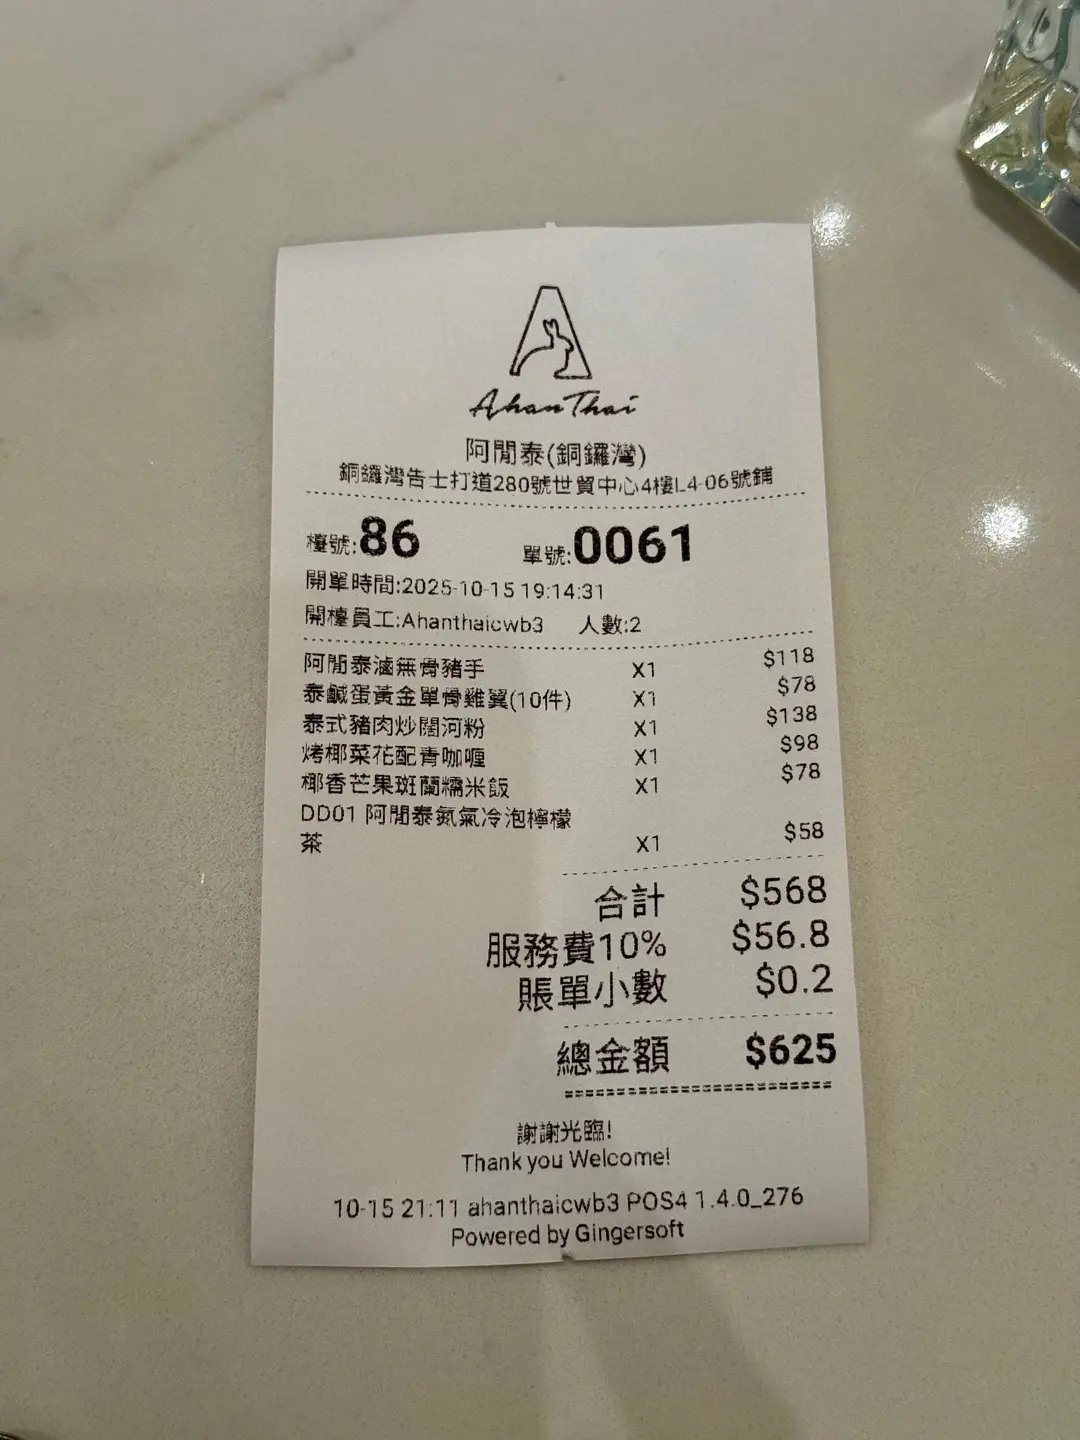 A
Ahan Thai
阿閒泰(銅鑼灣)
銅鑼灣告士打道280號世貿中心4樓L4-06號鋪
檯號:86 單號:0061
開單時間:2025-10-15 19:14:31
開檯員工:Ahanthaicwb3 人數:2
阿閒泰滷無骨豬手 X1 $118
泰鹹蛋黃金單骨雞翼(10件) X1 $78
泰式豬肉炒闊河粉 X1 $138
烤椰菜花配青咖喱 X1 $98
椰香芒果斑蘭糯米飯 X1 $78
DD01 阿閒泰氮氣冷泡檸檬
茶 X1 $58
合計 $568
服務費10% $56.8
賬單小數 $0.2
總金額 $625
謝謝光臨!
Thank you Welcome!
10-15 21:11 ahanthaicwb3 POS4 1.4.0_276
Powered by Gingersoft